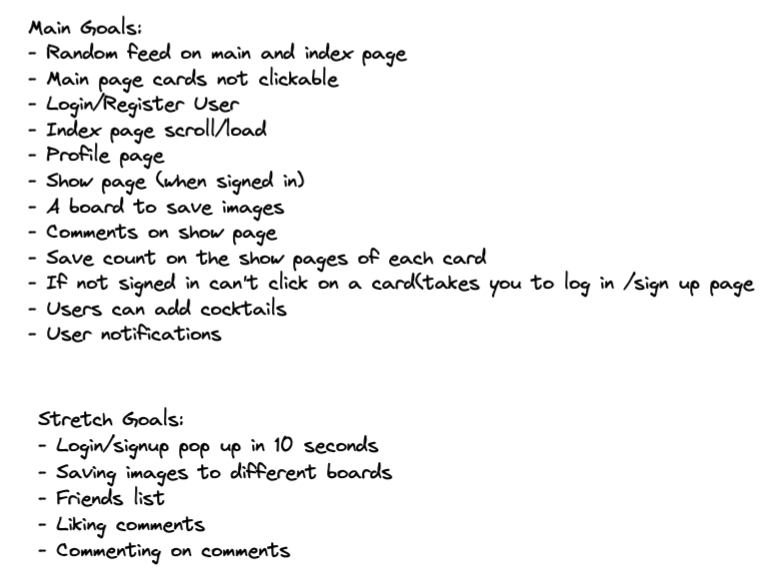 Main Goals:
- Random feed on main and index page
- Main page cards not clickable
- Login/Register User
- Index page scroll/load
- Profile page
- Show page (when signed in)
- A board to save images
- Comments on show page
- Save count on the show pages of each card
- If not signed in can't click on a card(takes you to log in /sign up page
- Users can add cocktails
- User notifications
Stretch Goals:
- Login/signup pop up in 10 seconds
- Saving images to different boards
- Friends list
- Liking comments
- Commenting on comments